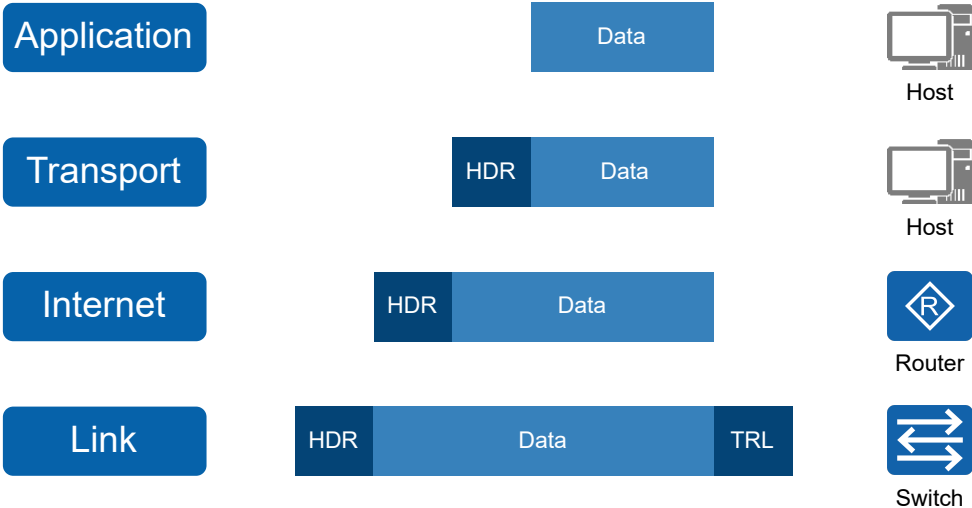 Application
Data
Host
Transport
HDR
Data
Host
Internet
HDR
Data
R
Router
Link
HDR
Data
TRL
Switch